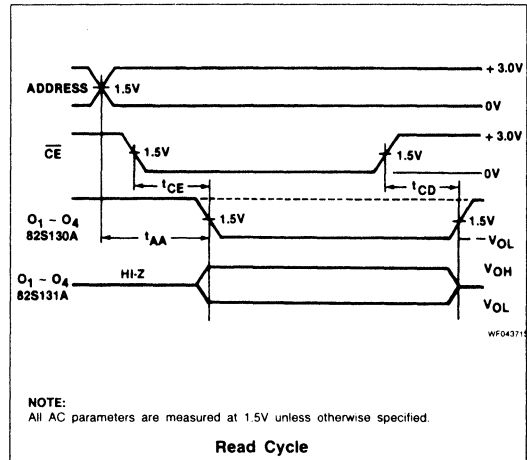 + 3.0V
ADDRESS
1.5V
0V
+ 3.0V
CE
1.5V
1.5V
0V
tCE
tCD
O1 ~ O4
82S130A
1.5V
1.5V
tAA
VOL
O1 ~ O4
82S131A
HI-Z
VOH
VOL
WF04371S
NOTE:
All AC parameters are measured at 1.5V unless otherwise specified.
Read Cycle